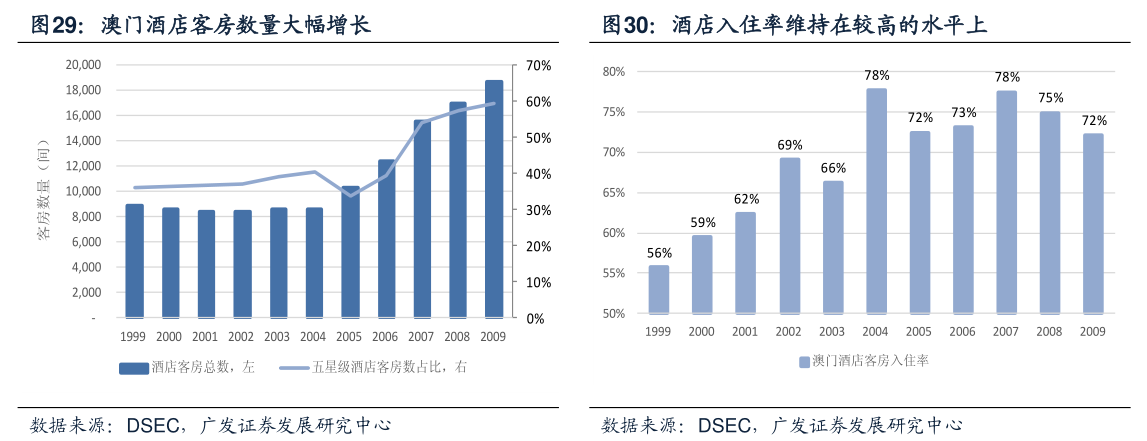 图29：澳门酒店客房数量大幅增长
20,000
18,000
16,000
14,000
12,000
10,000
8,000
6,000
4,000
2,000
-
客房数量（间）
70%
60%
50%
40%
30%
20%
10%
0%
1999 2000 2001 2002 2003 2004 2005 2006 2007 2008 2009
酒店客房总数，左 五星级酒店客房数占比，右
数据来源：DSEC，广发证券发展研究中心
图30：酒店入住率维持在较高的水平上
80%
75%
70%
65%
60%
55%
50%
56% 59% 62% 69% 66% 78% 72% 73% 78% 75% 72%
1999 2000 2001 2002 2003 2004 2005 2006 2007 2008 2009
澳门酒店客房入住率
数据来源：DSEC，广发证券发展研究中心